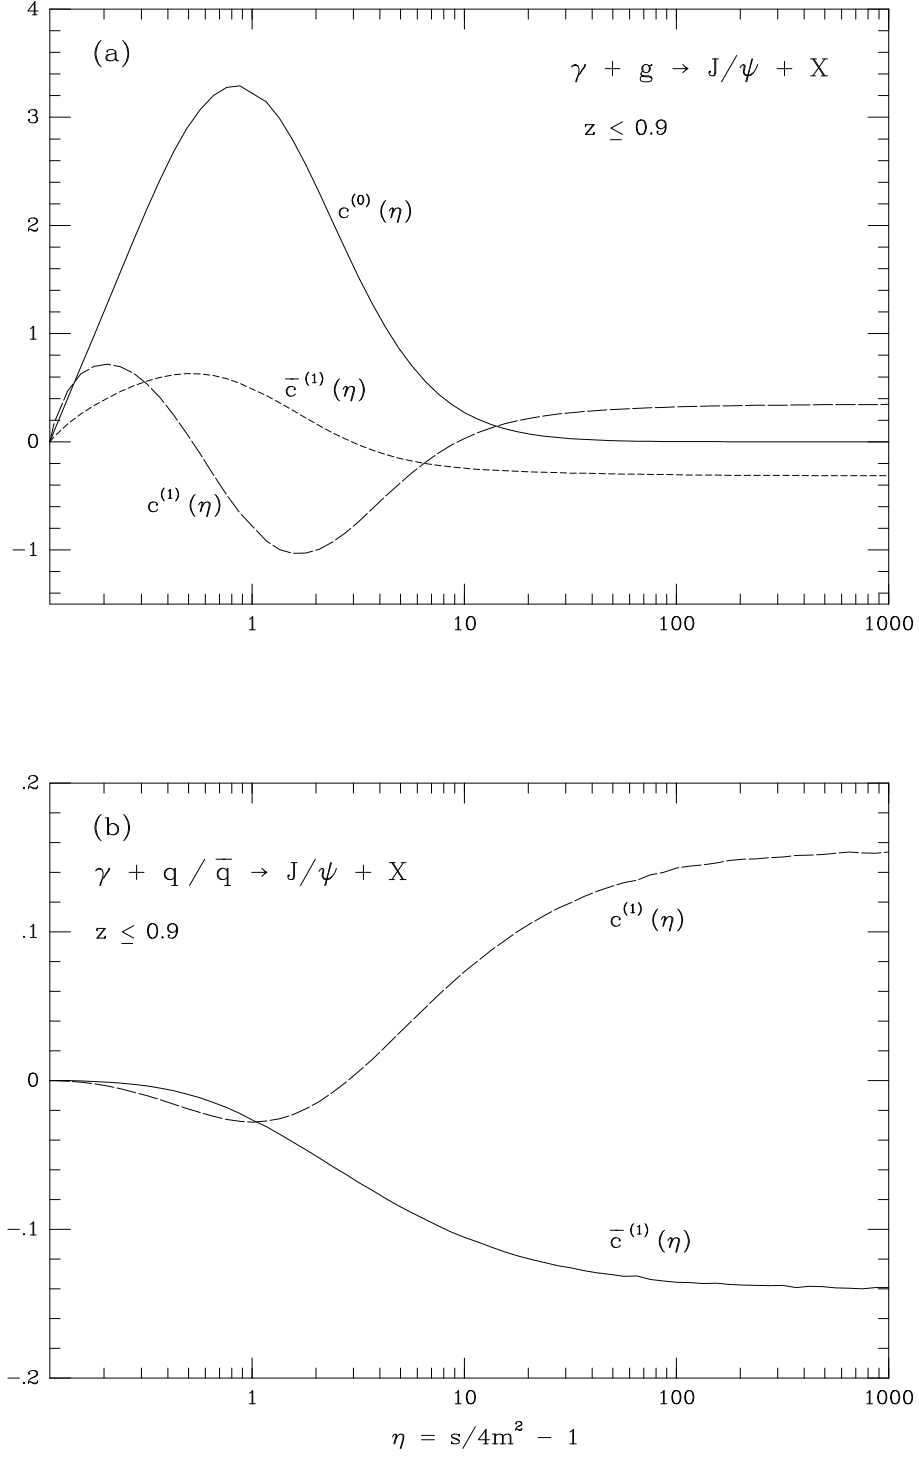 4
(a)
γ + g → J/ψ + X
3
z ≤ 0.9
c⁽⁰⁾(η)
2
1
c̅⁽¹⁾(η)
0
c⁽¹⁾(η)
−1
1 10 100 1000
.2
(b)
γ + q / q̅ → J/ψ + X
c⁽¹⁾(η)
.1
z ≤ 0.9
0
−.1
c̅⁽¹⁾(η)
−.2
1 10 100 1000
η = s/4m² − 1